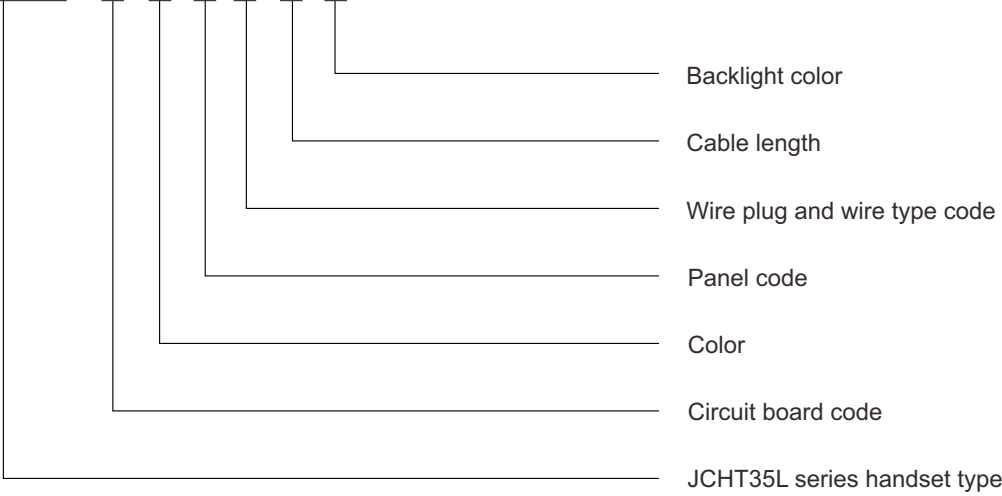 Backlight color
Cable length
Wire plug and wire type code
Panel code
Color
Circuit board code
JCHT35L series handset type